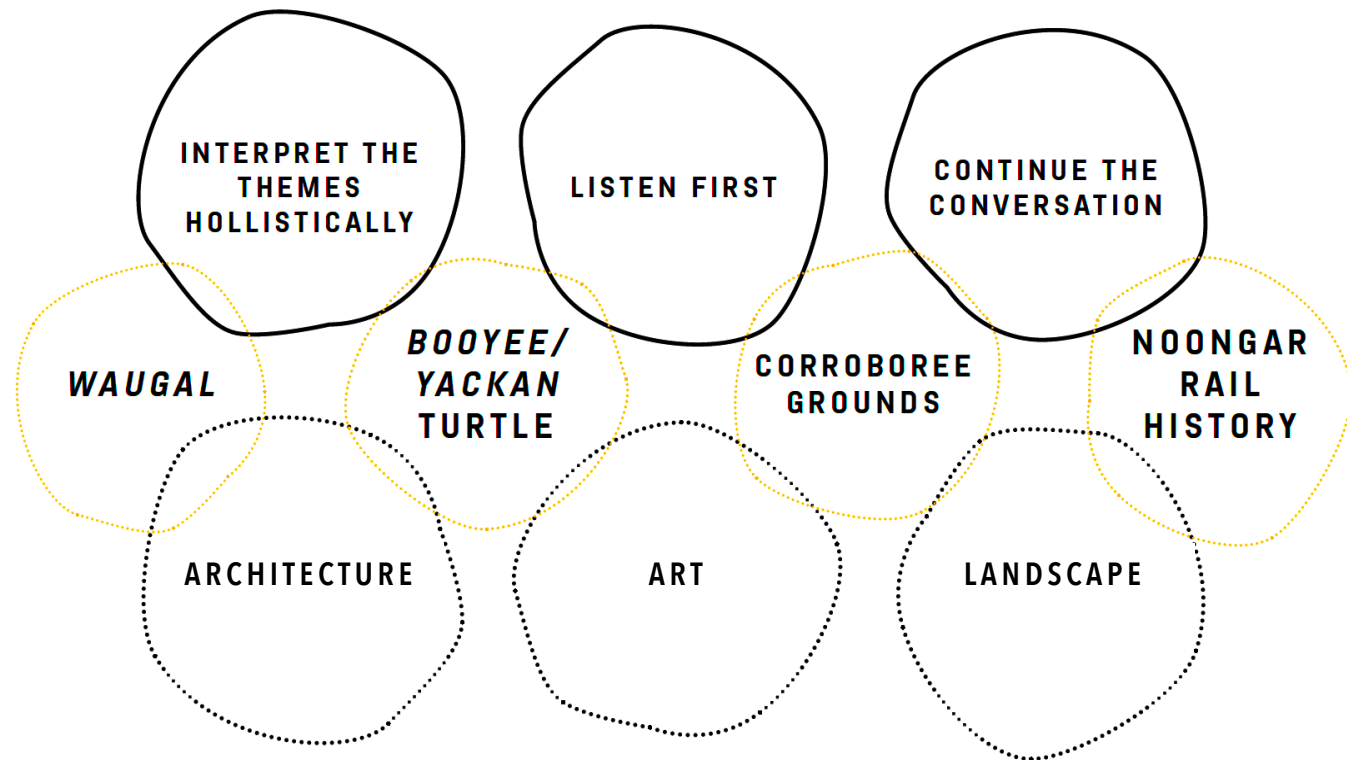 INTERPRET THE
THEMES
HOLLISTICALLY
LISTEN FIRST
CONTINUE THE
CONVERSATION
WAUGAL
BOOYEE/
YACKAN
TURTLE
CORROBOREE
GROUNDS
NOONGAR
RAIL
HISTORY
ARCHITECTURE
ART
LANDSCAPE